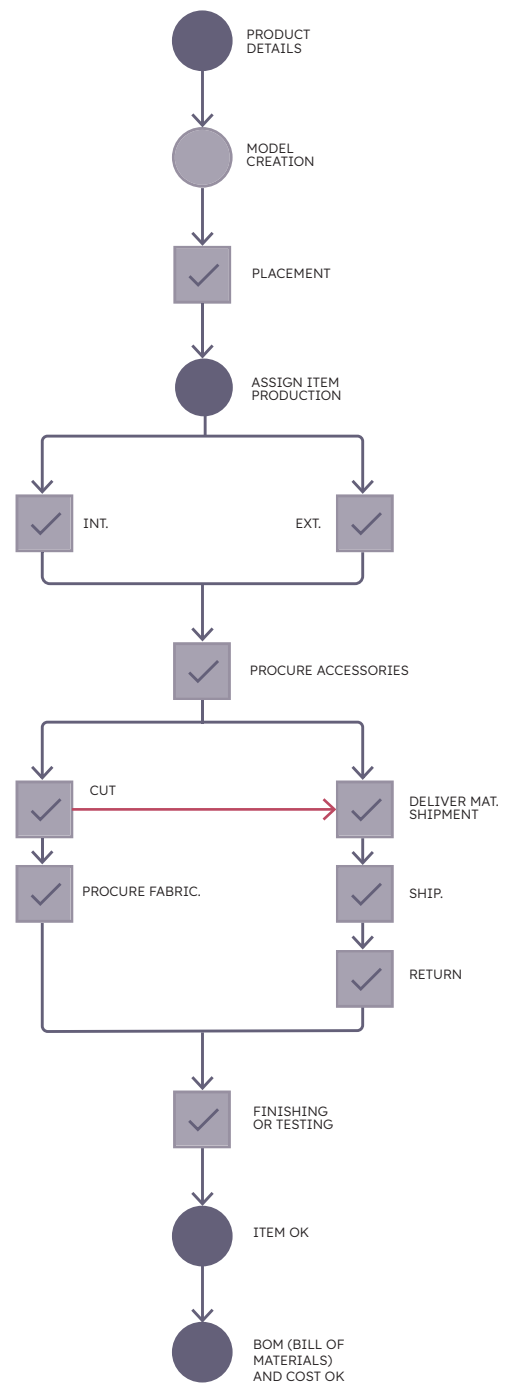 PRODUCT
DETAILS
MODEL
CREATION
PLACEMENT
ASSIGN ITEM
PRODUCTION
INT.
EXT.
PROCURE ACCESSORIES
CUT
DELIVER MAT.
SHIPMENT
PROCURE FABRIC.
SHIP.
RETURN
FINISHING
OR TESTING
ITEM OK
BOM (BILL OF
MATERIALS)
AND COST OK